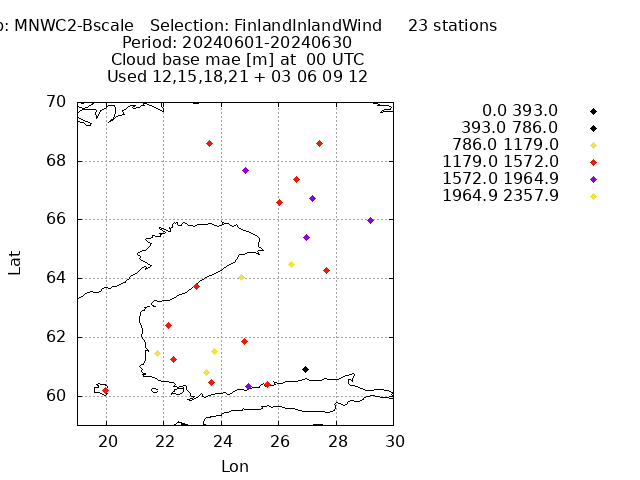 : MNWC2-Bscale Selection: FinlandInlandWind 23 stations
Period: 20240601-20240630
Cloud base mae [m] at 00 UTC
Used 12,15,18,21 + 03 06 09 12
0.0 393.0
393.0 786.0
786.0 1179.0
1179.0 1572.0
1572.0 1964.9
1964.9 2357.9
70
68
66
64
62
60
Lat
20 22 24 26 28 30
Lon